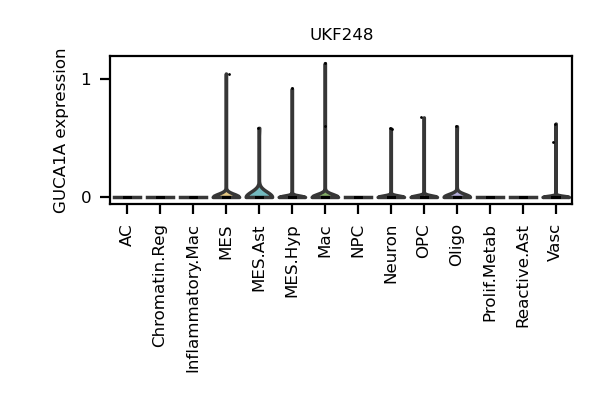 UKF248
GUCA1A expression
1
0
AC
Chromatin.Reg
Inflammatory.Mac
MES
MES.Ast
MES.Hyp
Mac
NPC
Neuron
OPC
Oligo
Prolif.Metab
Reactive.Ast
Vasc